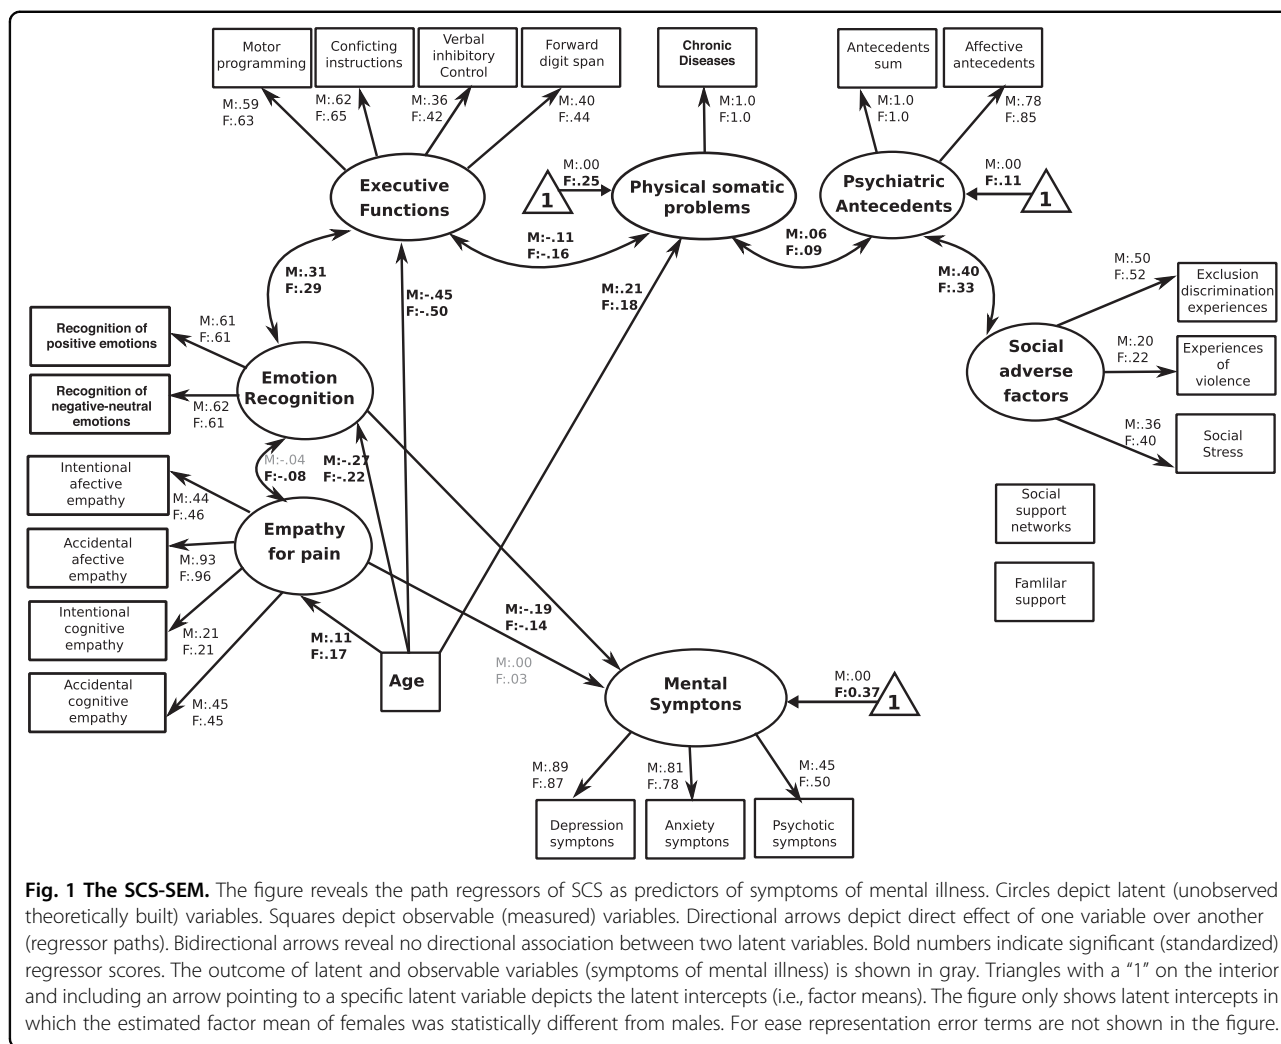 Motor
programming
Conficting
instructions
Verbal
inhibitory
Control
Forward
digit span
Chronic
Diseases
Antecedents
sum
Affective
antecedents
M:.59
F:.63
M:.62
F:.65
M:.36
F:.42
M:.40
F:.44
M:1.0
F:1.0
M:1.0
F:1.0
M:.78
F:.85
Executive
Functions
M:.00
F:.25
1
Physical somatic
problems
Psychiatric
Antecedents
M:.00
F:.11
1
M:-.11
F:-.16
M:.06
F:.09
M:.31
F:.29
M:-.45
F:-.50
M:.21
F:.18
M:.40
F:.33
M:.50
F:.52
Exclusion
discrimination
experiences
Recognition of
positive emotions
M:.61
F:.61
Emotion
Recognition
Recognition of
negative-neutral
emotions
M:.62
F:.61
Social
adverse
factors
M:.20
F:.22
Experiences
of
violence
M:.36
F:.40
Social
Stress
M:-.04
F:-.08
M:-.27
F:-.22
Intentional
afective
empathy
M:.44
F:.46
Empathy
for pain
Accidental
afective
empathy
M:.93
F:.96
Intentional
cognitive
empathy
M:.21
F:.21
Accidental
cognitive
empathy
M:.45
F:.45
Social
support
networks
Famlilar
support
M:.11
F:.17
Age
M:-.19
F:-.14
M:.00
F:.03
Mental
Symptons
M:.00
F:0.37
1
M:.89
F:.87
M:.81
F:.78
M:.45
F:.50
Depression
symptons
Anxiety
symptons
Psychotic
symptons
Fig. 1 The SCS-SEM. The figure reveals the path regressors of SCS as predictors of symptoms of mental illness. Circles depict latent (unobserved
theoretically built) variables. Squares depict observable (measured) variables. Directional arrows depict direct effect of one variable over another
(regressor paths). Bidirectional arrows reveal no directional association between two latent variables. Bold numbers indicate significant (standardized)
regressor scores. The outcome of latent and observable variables (symptoms of mental illness) is shown in gray. Triangles with a “1” on the interior
and including an arrow pointing to a specific latent variable depicts the latent intercepts (i.e., factor means). The figure only shows latent intercepts in
which the estimated factor mean of females was statistically different from males. For ease representation error terms are not shown in the figure.